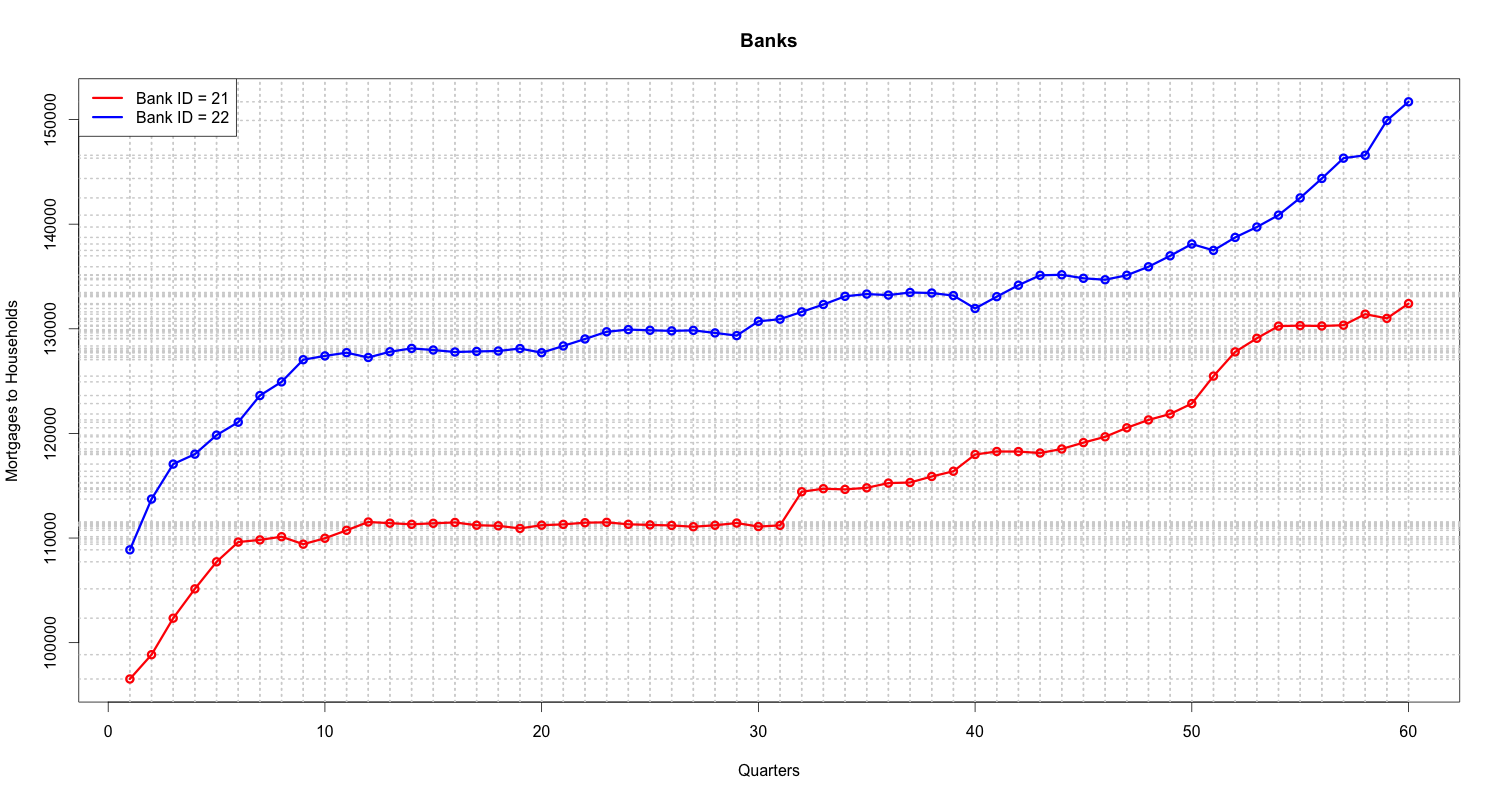 Banks
Bank ID = 21
Bank ID = 22
Mortgages to Households
150000
140000
130000
120000
110000
100000
0 10 20 30 40 50 60
Quarters